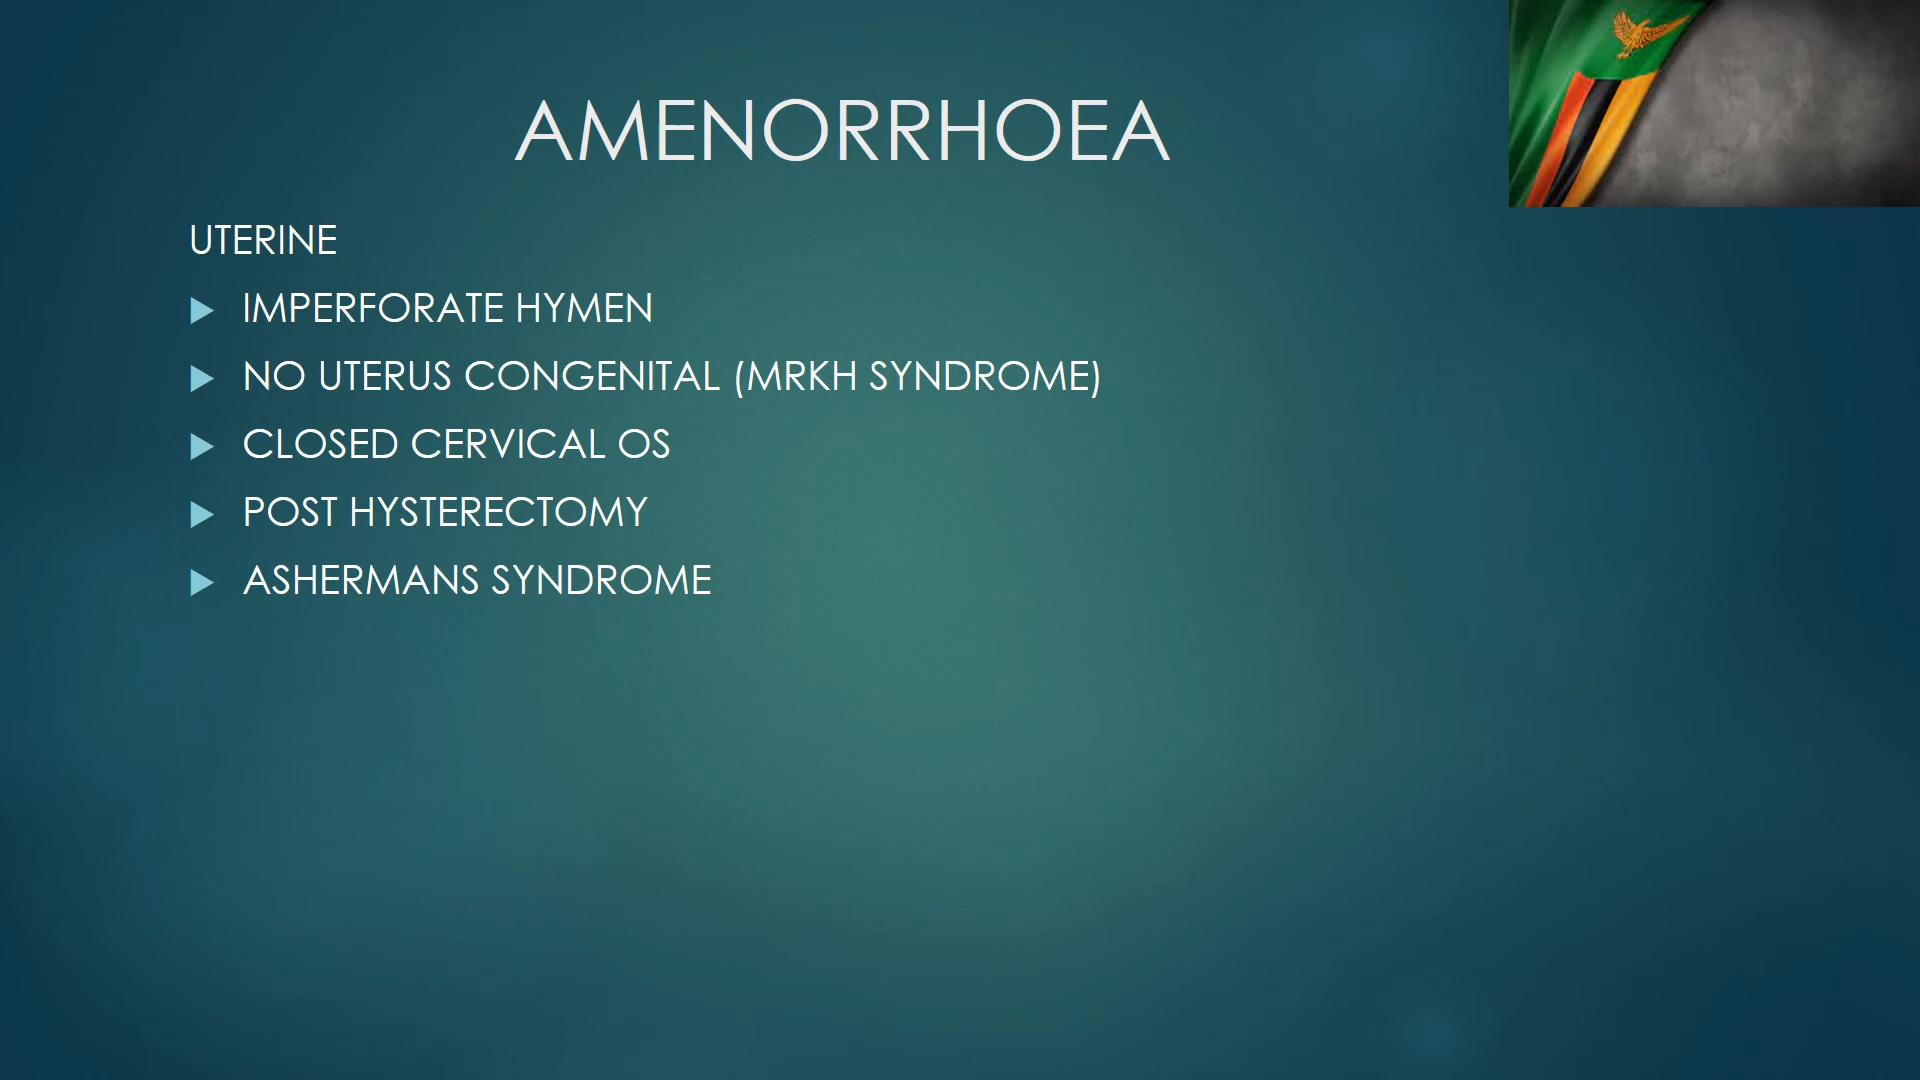 AMENORRHOEA
UTERINE
IMPERFORATE HYMEN
NO UTERUS CONGENITAL (MRKH SYNDROME)
CLOSED CERVICAL OS
POST HYSTERECTOMY
ASHERMANS SYNDROME